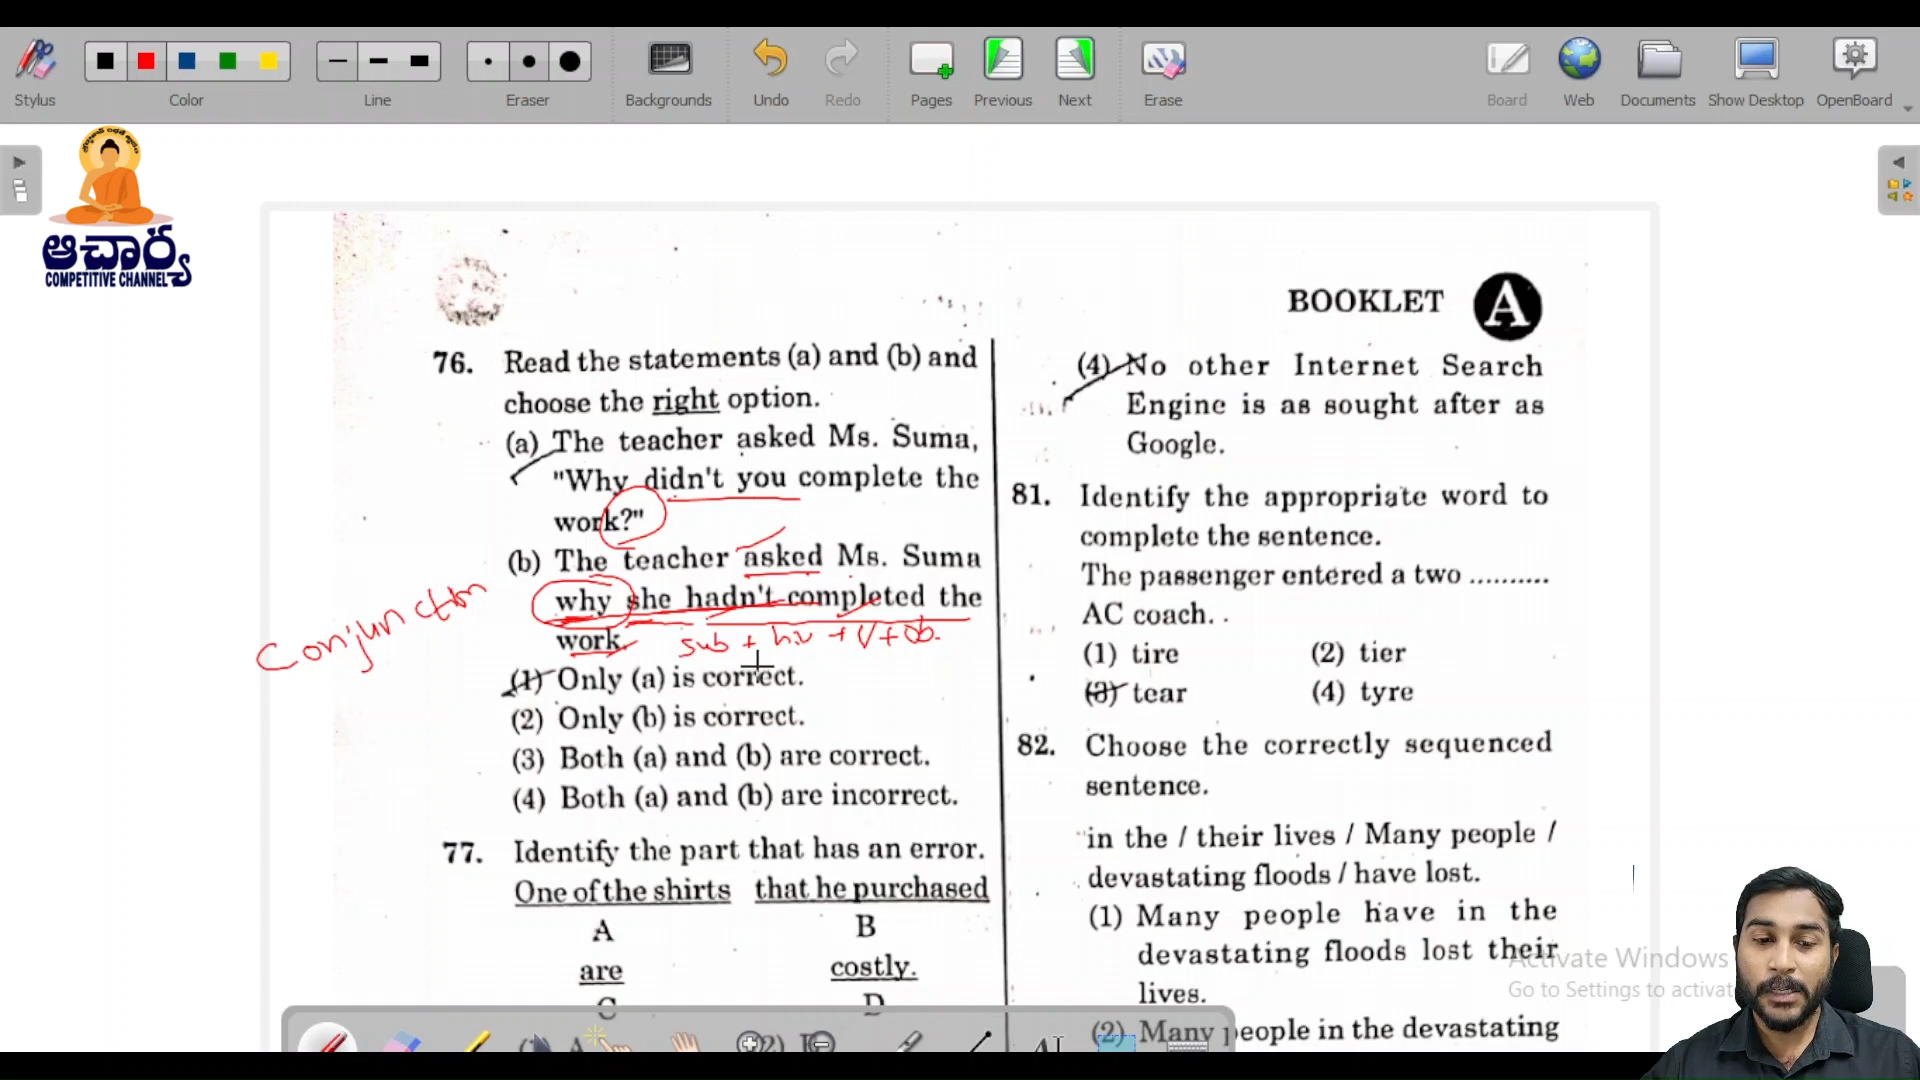 Stylus
Color
Line
Eraser
Backgrounds
Undo
Redo
Pages
Previous
Next
Erase
Board
Web
Documents
Show Desktop
OpenBoard
ఆచార్య
COMPETITIVE CHANNEL
BOOKLET A
76. Read the statements (a) and (b) and
choose the right option.
(a) The teacher asked Ms. Suma,
"Why didn't you complete the
work?"
(b) The teacher asked Ms. Suma
why she hadn't completed the
work.
Conjunction
sub + hv + V + Ob.
(1) Only (a) is correct.
(2) Only (b) is correct.
(3) Both (a) and (b) are correct.
(4) Both (a) and (b) are incorrect.
77. Identify the part that has an error.
One of the shirts that he purchased
A B
are costly.
C D
(4) No other Internet Search
Engine is as sought after as
Google.
81. Identify the appropriate word to
complete the sentence.
The passenger entered a two ..........
AC coach.
(1) tire (2) tier
(3) tear (4) tyre
82. Choose the correctly sequenced
sentence.
in the / their lives / Many people /
devastating floods / have lost.
(1) Many people have in the
devastating floods lost their
lives.
(2) Many people in the devastating
Activate Windows
Go to Settings to activat